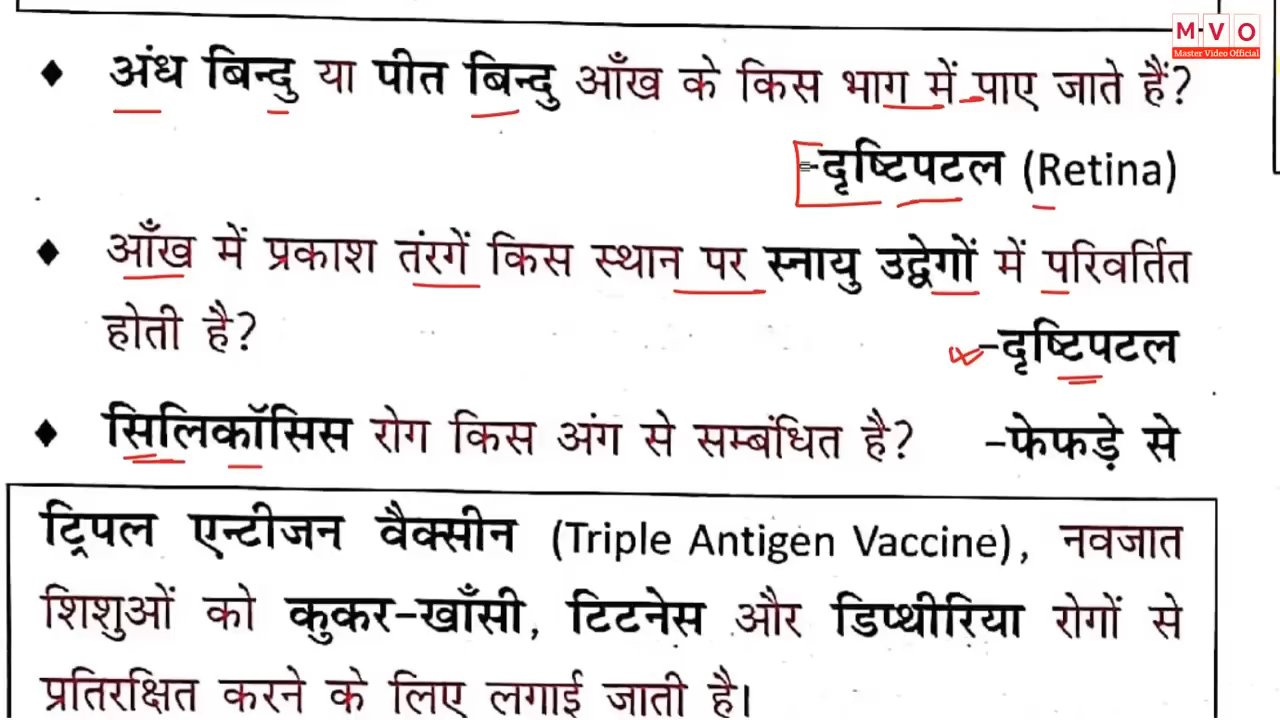 M V O
Master Video Official
♦ अंध बिन्दु या पीत बिन्दु आँख के किस भाग में पाए जाते हैं?
-दृष्टिपटल (Retina)
♦ आँख में प्रकाश तरंगें किस स्थान पर स्नायु उद्वेगों में परिवर्तित
होती है? -दृष्टिपटल
♦ सिलिकॉसिस रोग किस अंग से सम्बंधित है? -फेफड़े से
ट्रिपल एन्टीजन वैक्सीन (Triple Antigen Vaccine), नवजात
शिशुओं को कुकर-खाँसी, टिटनेस और डिप्थीरिया रोगों से
प्रतिरक्षित करने के लिए लगाई जाती है।